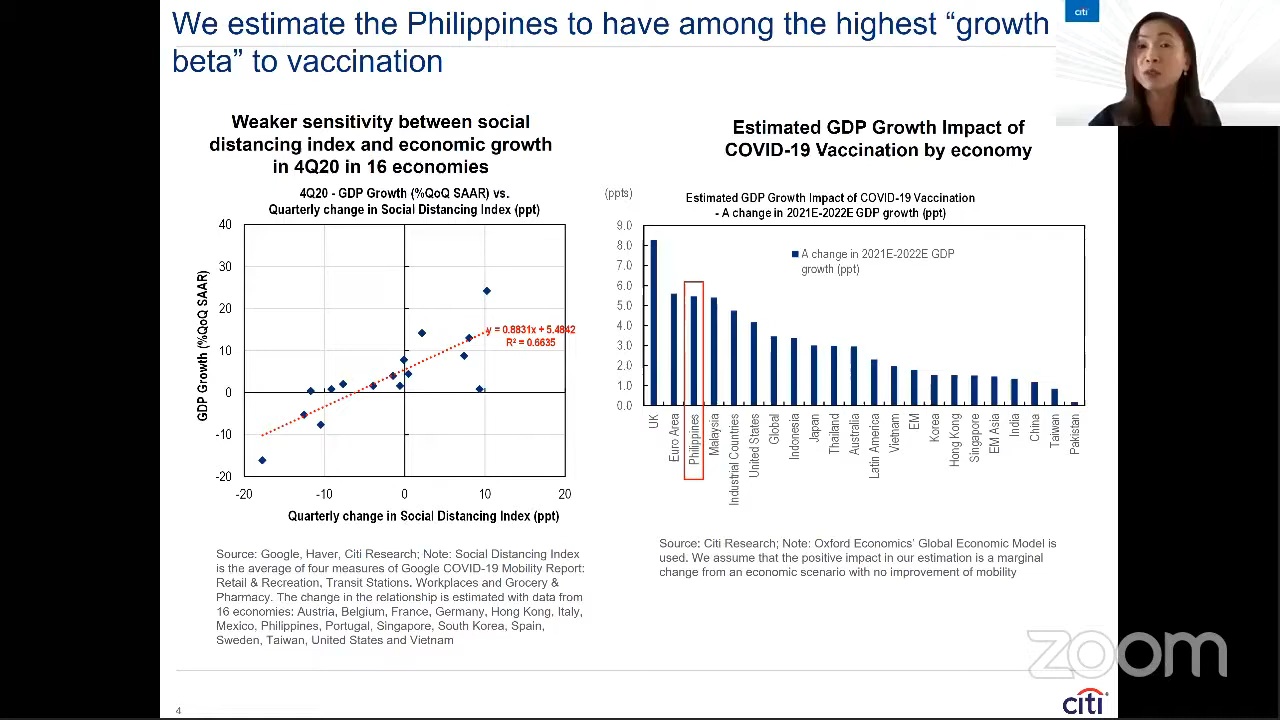 We estimate the Philippines to have among the highest “growth
beta” to vaccination
citi
Weaker sensitivity between social
distancing index and economic growth
in 4Q20 in 16 economies
4Q20 - GDP Growth (%QoQ SAAR) vs.
Quarterly change in Social Distancing Index (ppt)
GDP Growth (%QoQ SAAR)
40
30
20
10
0
-10
-20
y = 0.8831x + 5.4842
R² = 0.6635
-20
-10
0
10
20
Quarterly change in Social Distancing Index (ppt)
Source: Google, Haver, Citi Research; Note: Social Distancing Index
is the average of four measures of Google COVID-19 Mobility Report:
Retail & Recreation, Transit Stations, Workplaces and Grocery &
Pharmacy. The change in the relationship is estimated with data from
16 economies: Austria, Belgium, France, Germany, Hong Kong, Italy,
Mexico, Philippines, Portugal, Singapore, South Korea, Spain,
Sweden, Taiwan, United States and Vietnam
Estimated GDP Growth Impact of
COVID-19 Vaccination by economy
(ppts)
Estimated GDP Growth Impact of COVID-19 Vaccination
- A change in 2021E-2022E GDP growth (ppt)
9.0
8.0
7.0
6.0
5.0
4.0
3.0
2.0
1.0
0.0
A change in 2021E-2022E GDP
growth (ppt)
UK
Euro Area
Philippines
Malaysia
Industrial Countries
United States
Global
Indonesia
Japan
Thailand
Australia
Latin America
Vietnam
EM
Korea
Hong Kong
Singapore
EM Asia
India
China
Taiwan
Pakistan
Source: Citi Research; Note: Oxford Economics’ Global Economic Model is
used. We assume that the positive impact in our estimation is a marginal
change from an economic scenario with no improvement of mobility
zoom
4
citi